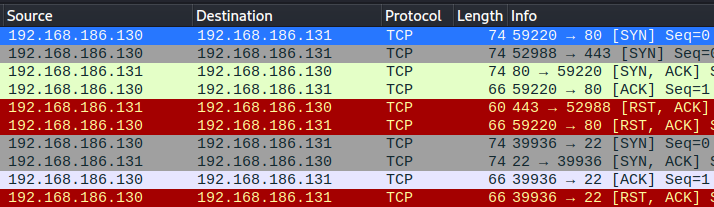 Source Destination Protocol Length Info
192.168.186.130 192.168.186.131 TCP 74 59220 → 80 [SYN] Seq=0
192.168.186.130 192.168.186.131 TCP 74 52988 → 443 [SYN] Seq=
192.168.186.131 192.168.186.130 TCP 74 80 → 59220 [SYN, ACK]
192.168.186.130 192.168.186.131 TCP 66 59220 → 80 [ACK] Seq=1
192.168.186.131 192.168.186.130 TCP 60 443 → 52988 [RST, ACK]
192.168.186.130 192.168.186.131 TCP 66 59220 → 80 [RST, ACK]
192.168.186.130 192.168.186.131 TCP 74 39936 → 22 [SYN] Seq=0
192.168.186.131 192.168.186.130 TCP 74 22 → 39936 [SYN, ACK]
192.168.186.130 192.168.186.131 TCP 66 39936 → 22 [ACK] Seq=1
192.168.186.130 192.168.186.131 TCP 66 39936 → 22 [RST, ACK]